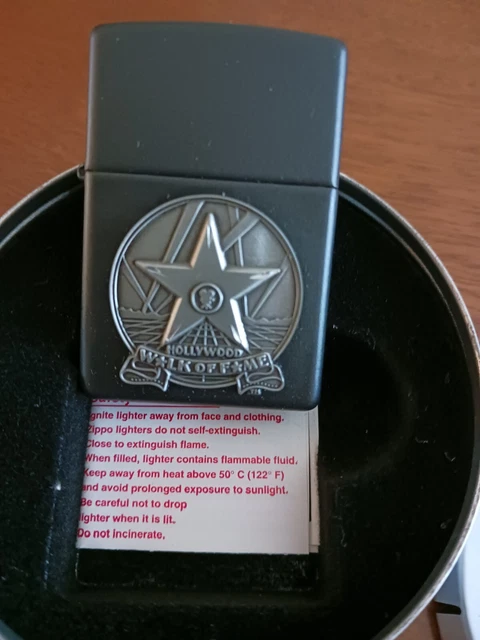 HOLLYWOOD
WALK OF FAME
Safety
Ignite lighter away from face and clothing.
Zippo lighters do not self-extinguish.
Close to extinguish flame.
When filled, lighter contains flammable fluid.
Keep away from heat above 50° C (122° F)
and avoid prolonged exposure to sunlight.
Be careful not to drop
lighter when it is lit.
Do not incinerate.